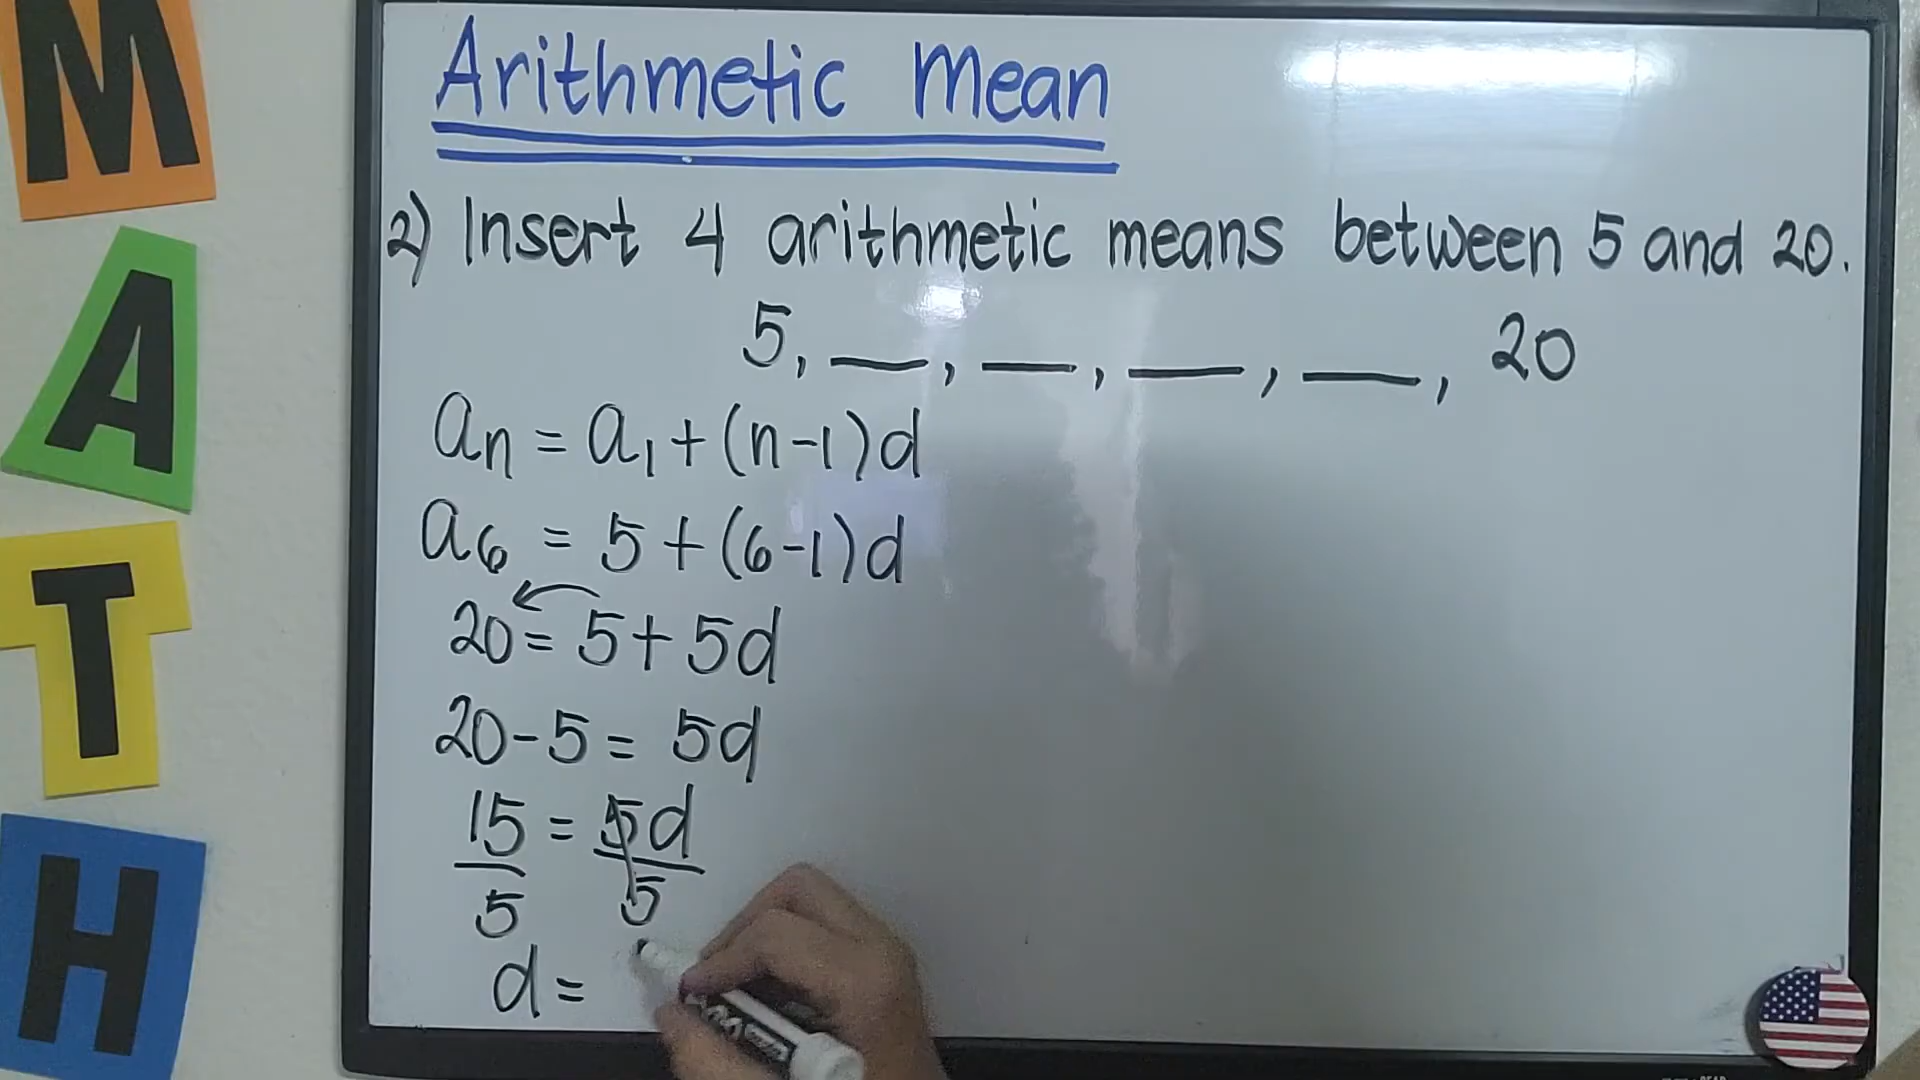 MATH
Arithmetic Mean
2) Insert 4 arithmetic means between 5 and 20.
5, __, __, __, __, 20
aₙ = a₁ + (n-1)d
a₆ = 5 + (6-1)d
20 = 5 + 5d
20 - 5 = 5d
15 = 5d
5 5
d =